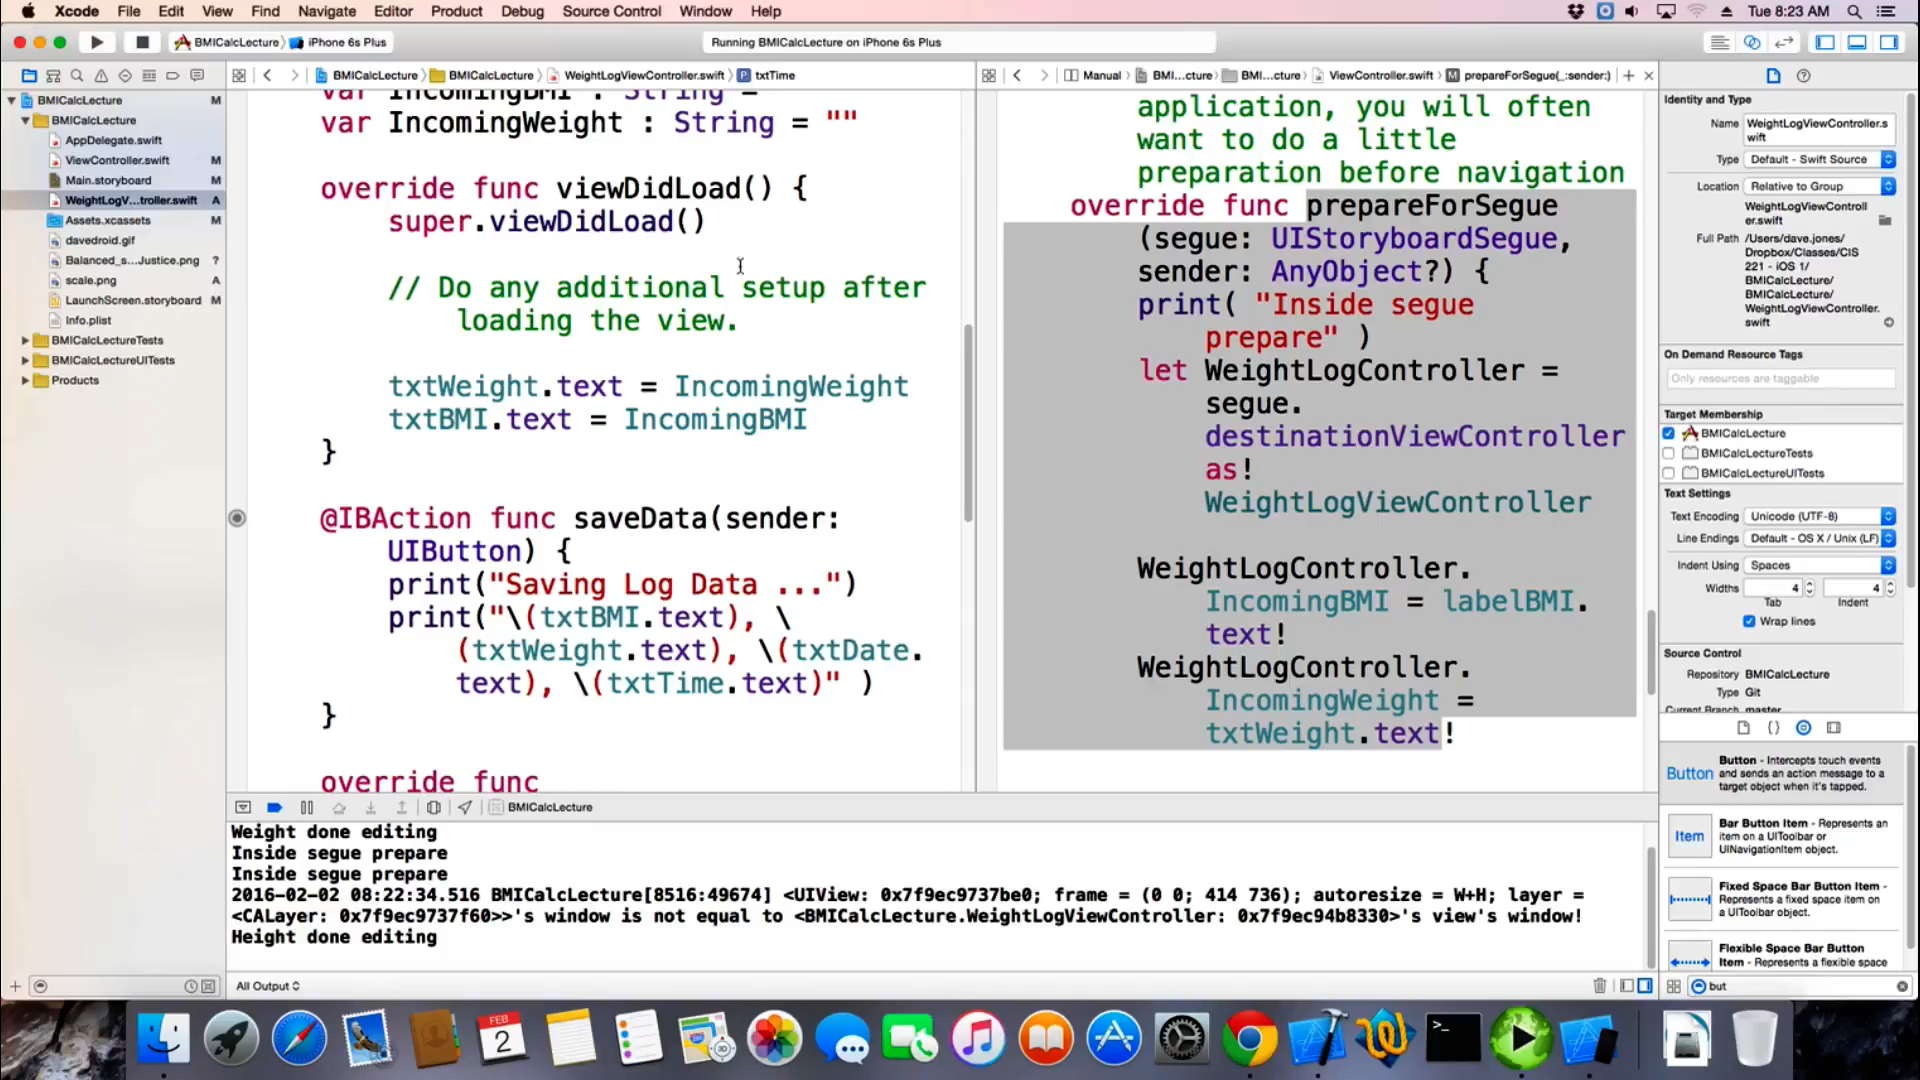 Xcode File Edit View Find Navigate Editor Product Debug Source Control Window Help Tue 8:23 AM
BMICalcLecture iPhone 6s Plus Running BMICalcLecture on iPhone 6s Plus
BMICalcLecture BMICalcLecture WeightLogViewController.swift P txtTime
Manual BMI...cture BMI...cture ViewController.swift M prepareForSegue(_:sender:)
BMICalcLecture M
BMICalcLecture
AppDelegate.swift
ViewController.swift M
Main.storyboard M
WeightLogV...troller.swift A
Assets.xcassets M
davedroid.gif
Balanced_s...Justice.png ?
scale.png A
LaunchScreen.storyboard M
Info.plist
BMICalcLectureTests
BMICalcLectureUITests
Products
var IncomingBMI : String =
var IncomingWeight : String = ""
override func viewDidLoad() {
super.viewDidLoad()
// Do any additional setup after
loading the view.
txtWeight.text = IncomingWeight
txtBMI.text = IncomingBMI
}
@IBAction func saveData(sender:
UIButton) {
print("Saving Log Data ...")
print("\(txtBMI.text), \
(txtWeight.text), \(txtDate.
text), \(txtTime.text)" )
}
override func
application, you will often
want to do a little
preparation before navigation
override func prepareForSegue
(segue: UIStoryboardSegue,
sender: AnyObject?) {
print( "Inside segue
prepare" )
let WeightLogController =
segue.
destinationViewController
as!
WeightLogViewController
WeightLogController.
IncomingBMI = labelBMI.
text!
WeightLogController.
IncomingWeight =
txtWeight.text!
BMICalcLecture
Weight done editing
Inside segue prepare
Inside segue prepare
2016-02-02 08:22:34.516 BMICalcLecture[8516:49674] <UIView: 0x7f9ec9737be0; frame = (0 0; 414 736); autoresize = W+H; layer =
<CALayer: 0x7f9ec9737f60>>'s window is not equal to <BMICalcLecture.WeightLogViewController: 0x7f9ec94b8330>'s view's window!
Height done editing
All Output
Identity and Type
Name WeightLogViewController.s
wift
Type Default - Swift Source
Location Relative to Group
WeightLogViewControll
er.swift
Full Path /Users/dave.jones/
Dropbox/Classes/CIS
221 - iOS 1/
BMICalcLecture/
BMICalcLecture/
WeightLogViewController.
swift
On Demand Resource Tags
Only resources are taggable
Target Membership
BMICalcLecture
BMICalcLectureTests
BMICalcLectureUITests
Text Settings
Text Encoding Unicode (UTF-8)
Line Endings Default - OS X / Unix (LF)
Indent Using Spaces
Widths 4 4
Tab Indent
Wrap lines
Source Control
Repository BMICalcLecture
Type Git
Current Branch master
Button Button - Intercepts touch events
and sends an action message to a
target object when it's tapped.
Item Bar Button Item - Represents an
item on a UIToolbar or
UINavigationItem object.
Fixed Space Bar Button Item -
Represents a fixed space item on
a UIToolbar object.
Flexible Space Bar Button
Item - Represents a flexible space
but
FEB
2